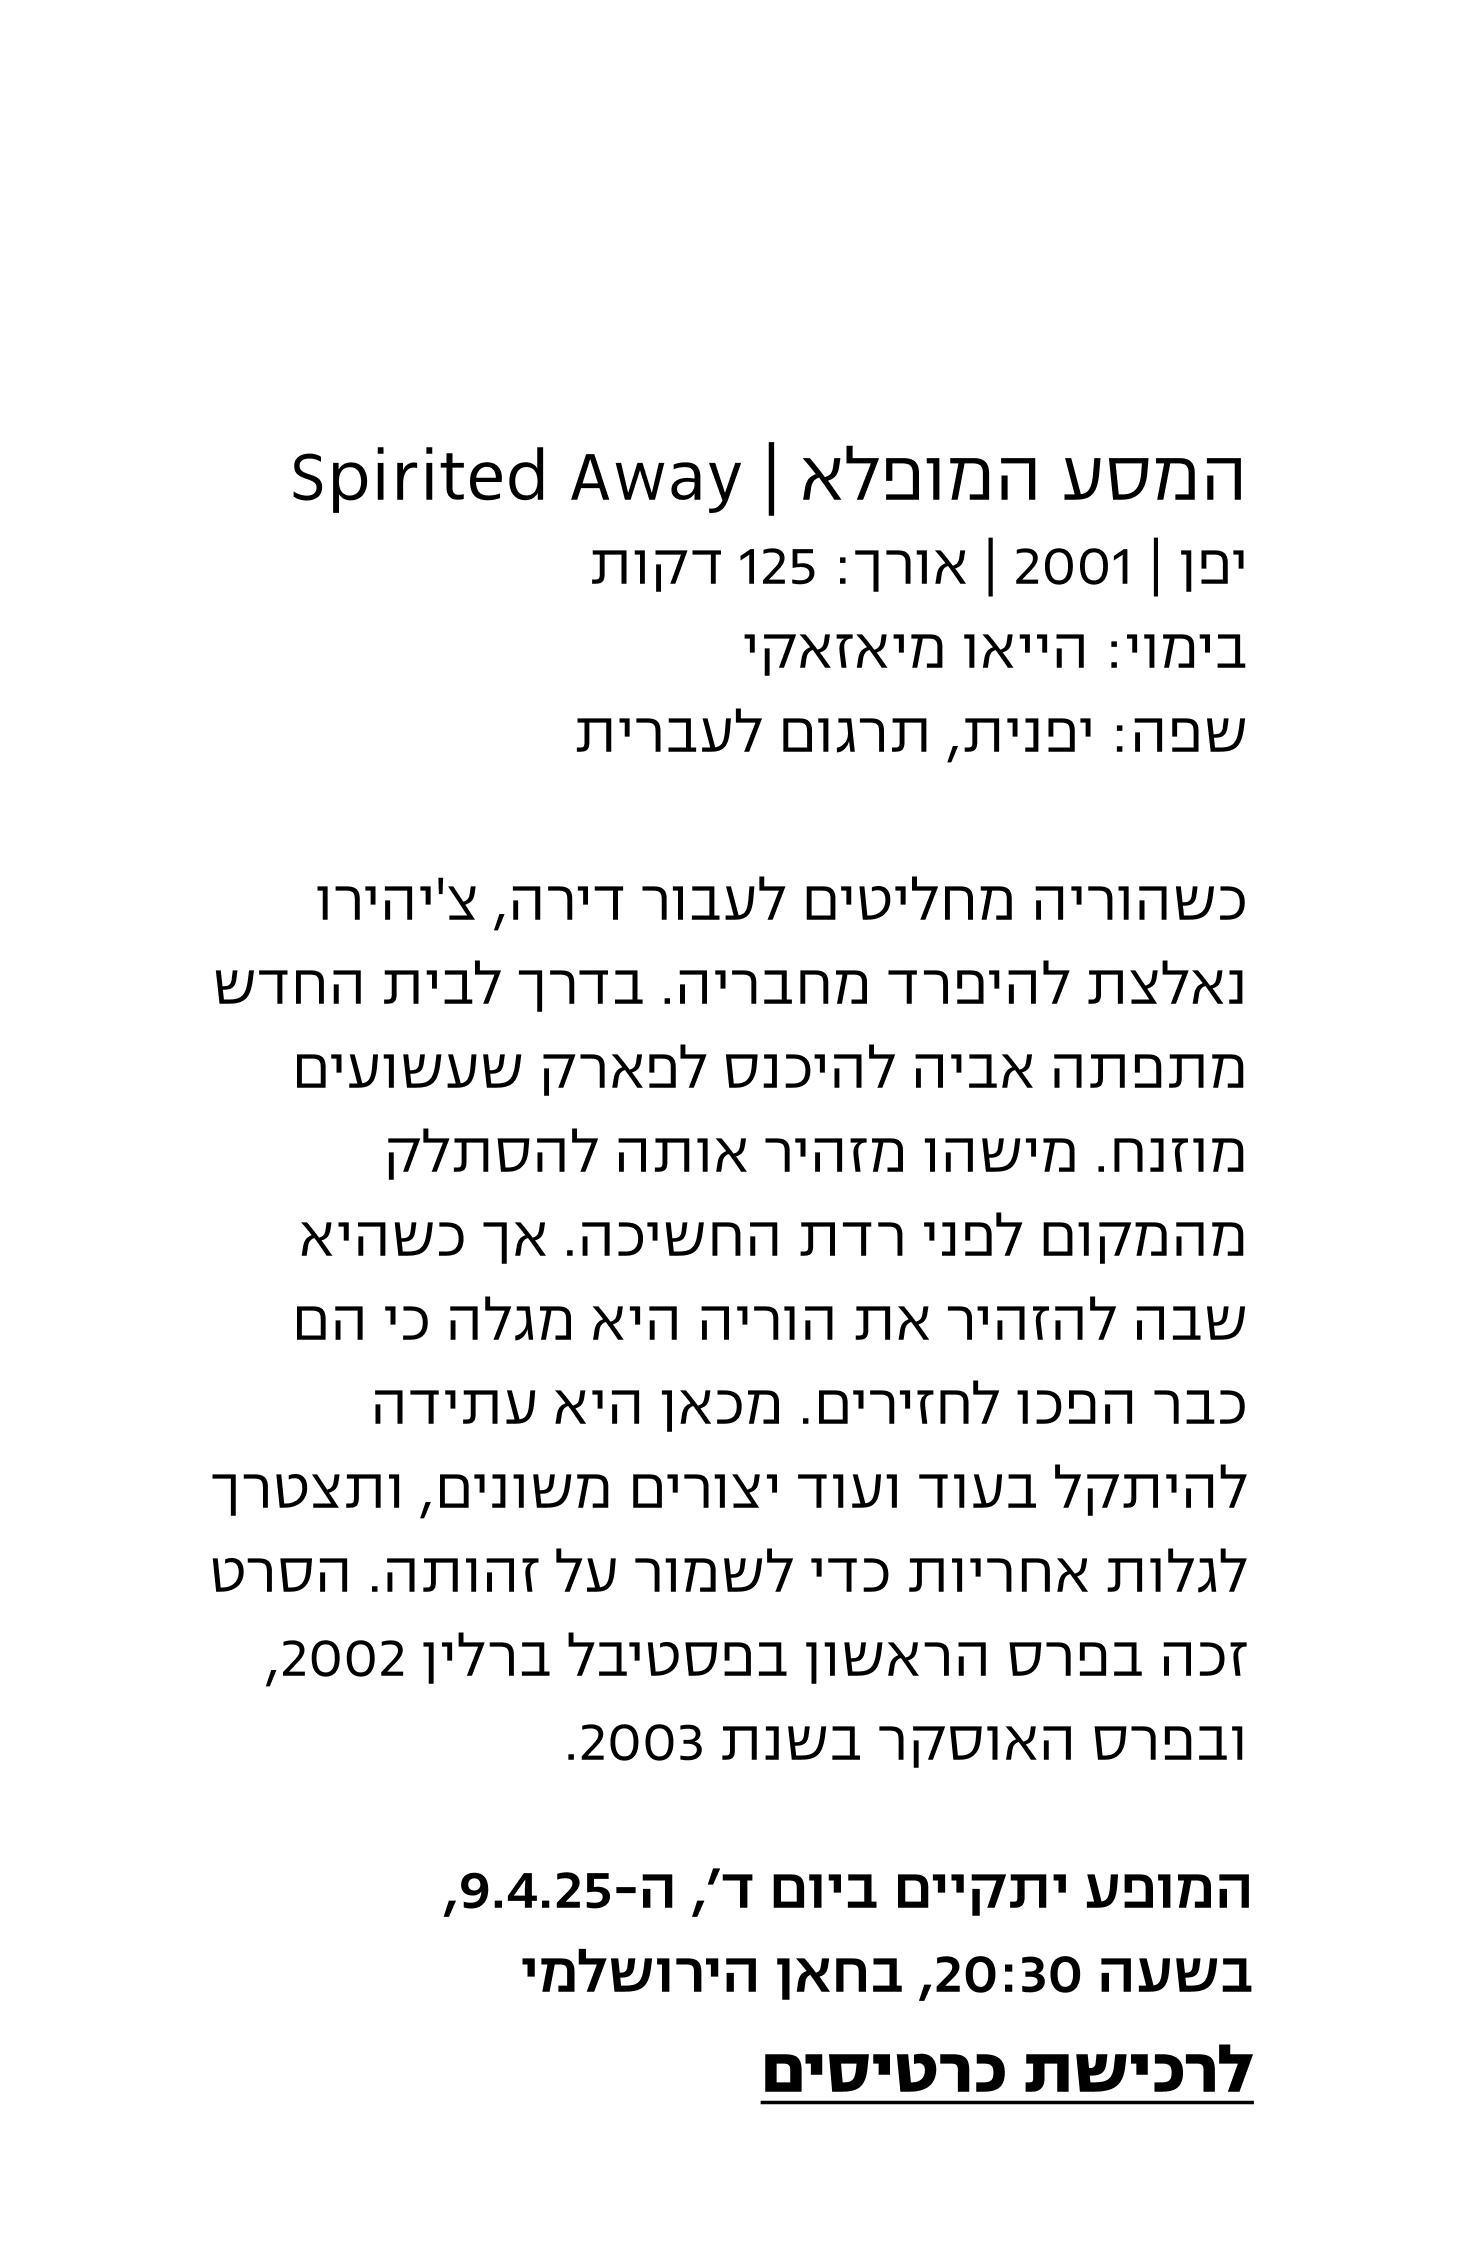 המסע המופלא | Spirited Away
יפן | 2001 | אורך: 125 דקות
בימוי: הייאו מיאזאקי
שפה: יפנית, תרגום לעברית
כשהוריה מחליטים לעבור דירה, צ'יהירו
נאלצת להיפרד מחבריה. בדרך לבית החדש
מתפתה אביה להיכנס לפארק שעשועים
מוזנח. מישהו מזהיר אותה להסתלק
מהמקום לפני רדת החשיכה. אך כשהיא
שבה להזהיר את הוריה היא מגלה כי הם
כבר הפכו לחזירים. מכאן היא עתידה
להיתקל בעוד ועוד יצורים משונים, ותצטרך
לגלות אחריות כדי לשמור על זהותה. הסרט
זכה בפרס הראשון בפסטיבל ברלין 2002,
ובפרס האוסקר בשנת 2003.
המופע יתקיים ביום ד׳, ה-9.4.25,
בשעה 20:30, בחאן הירושלמי
לרכישת כרטיסים